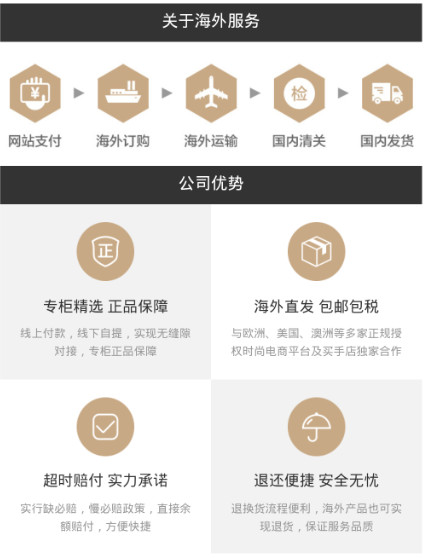 关于海外服务
¥ 检
网站支付 海外订购 海外运输 国内清关 国内发货
公司优势
正
专柜精选 正品保障 海外直发 包邮包税
线上付款，线下自提，实现无缝隙 与欧洲、美国、澳洲等多家正规授
对接，专柜正品保障 权时尚电商平台及买手店独家合作
超时赔付 实力承诺 退还便捷 安全无忧
实行缺必赔，慢必赔政策，直接余 退换货流程便利，海外产品也可实
额赔付，方便快捷 现退货，保证服务品质